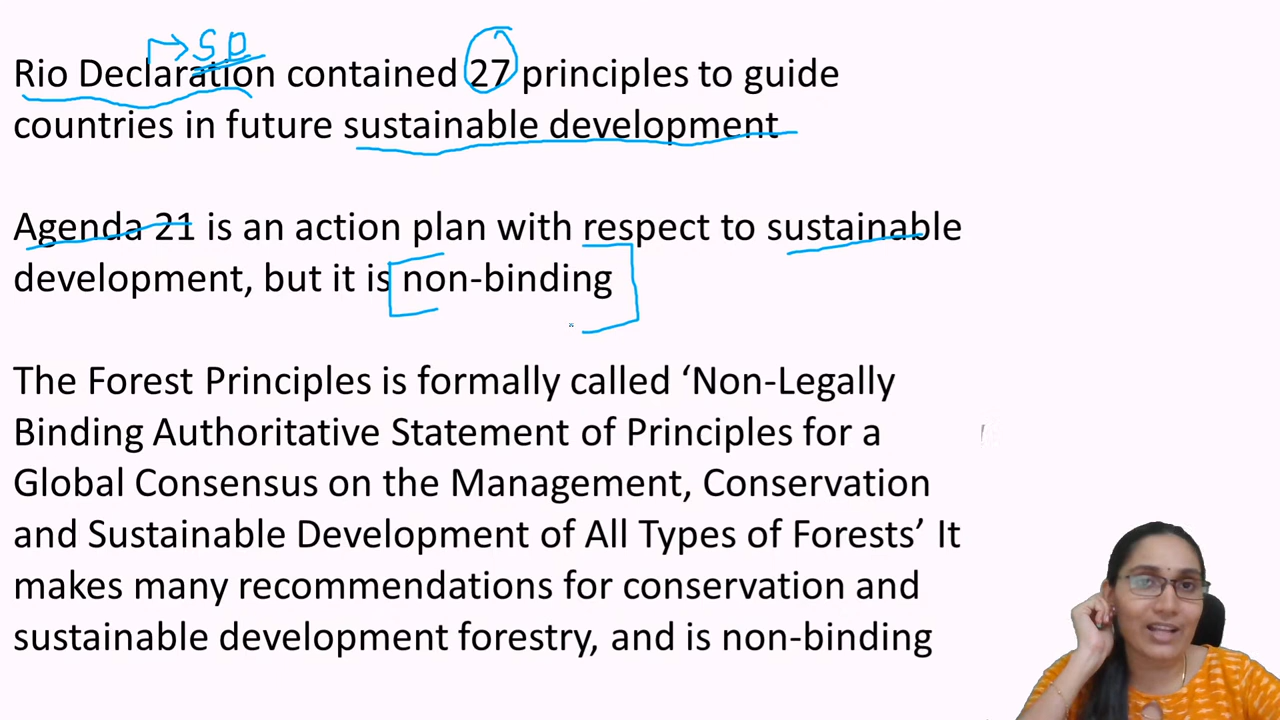 SD
Rio Declaration contained 27 principles to guide
countries in future sustainable development
Agenda 21 is an action plan with respect to sustainable
development, but it is non-binding
The Forest Principles is formally called ‘Non-Legally
Binding Authoritative Statement of Principles for a
Global Consensus on the Management, Conservation
and Sustainable Development of All Types of Forests’ It
makes many recommendations for conservation and
sustainable development forestry, and is non-binding